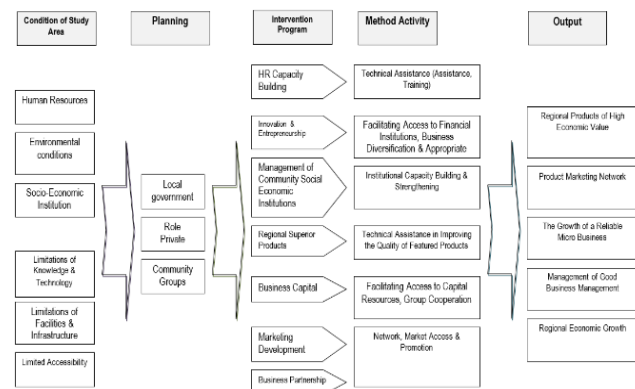 Condition of Study
Area
Planning
Intervention
Program
Method Activity
Output
Human Resources
Environmental
conditions
Socio-Economic
Institution
Limitations of
Knowledge &
Technology
Limitations of
Facilities &
Infrastructure
Limited Accessibility
Local
government
Role
Private
Community
Groups
HR Capacity
Building
Innovation &
Entrepreneurship
Management of
Community Social
Economic
Institutions
Regional Superior
Products
Business Capital
Marketing
Development
Business Partnership
Technical Assistance (Assistance,
Training)
Facilitating Access to Financial
Institutions, Business
Diversification & Appropriate
Institutional Capacity Building &
Strengthening
Technical Assistance in Improving
the Quality of Featured Products
Facilitating Access to Capital
Resources, Group Cooperation
Network, Market Access &
Promotion
Regional Products of High
Economic Value
Product Marketing Network
The Growth of a Reliable
Micro Business
Management of Good
Business Management
Regional Economic Growth